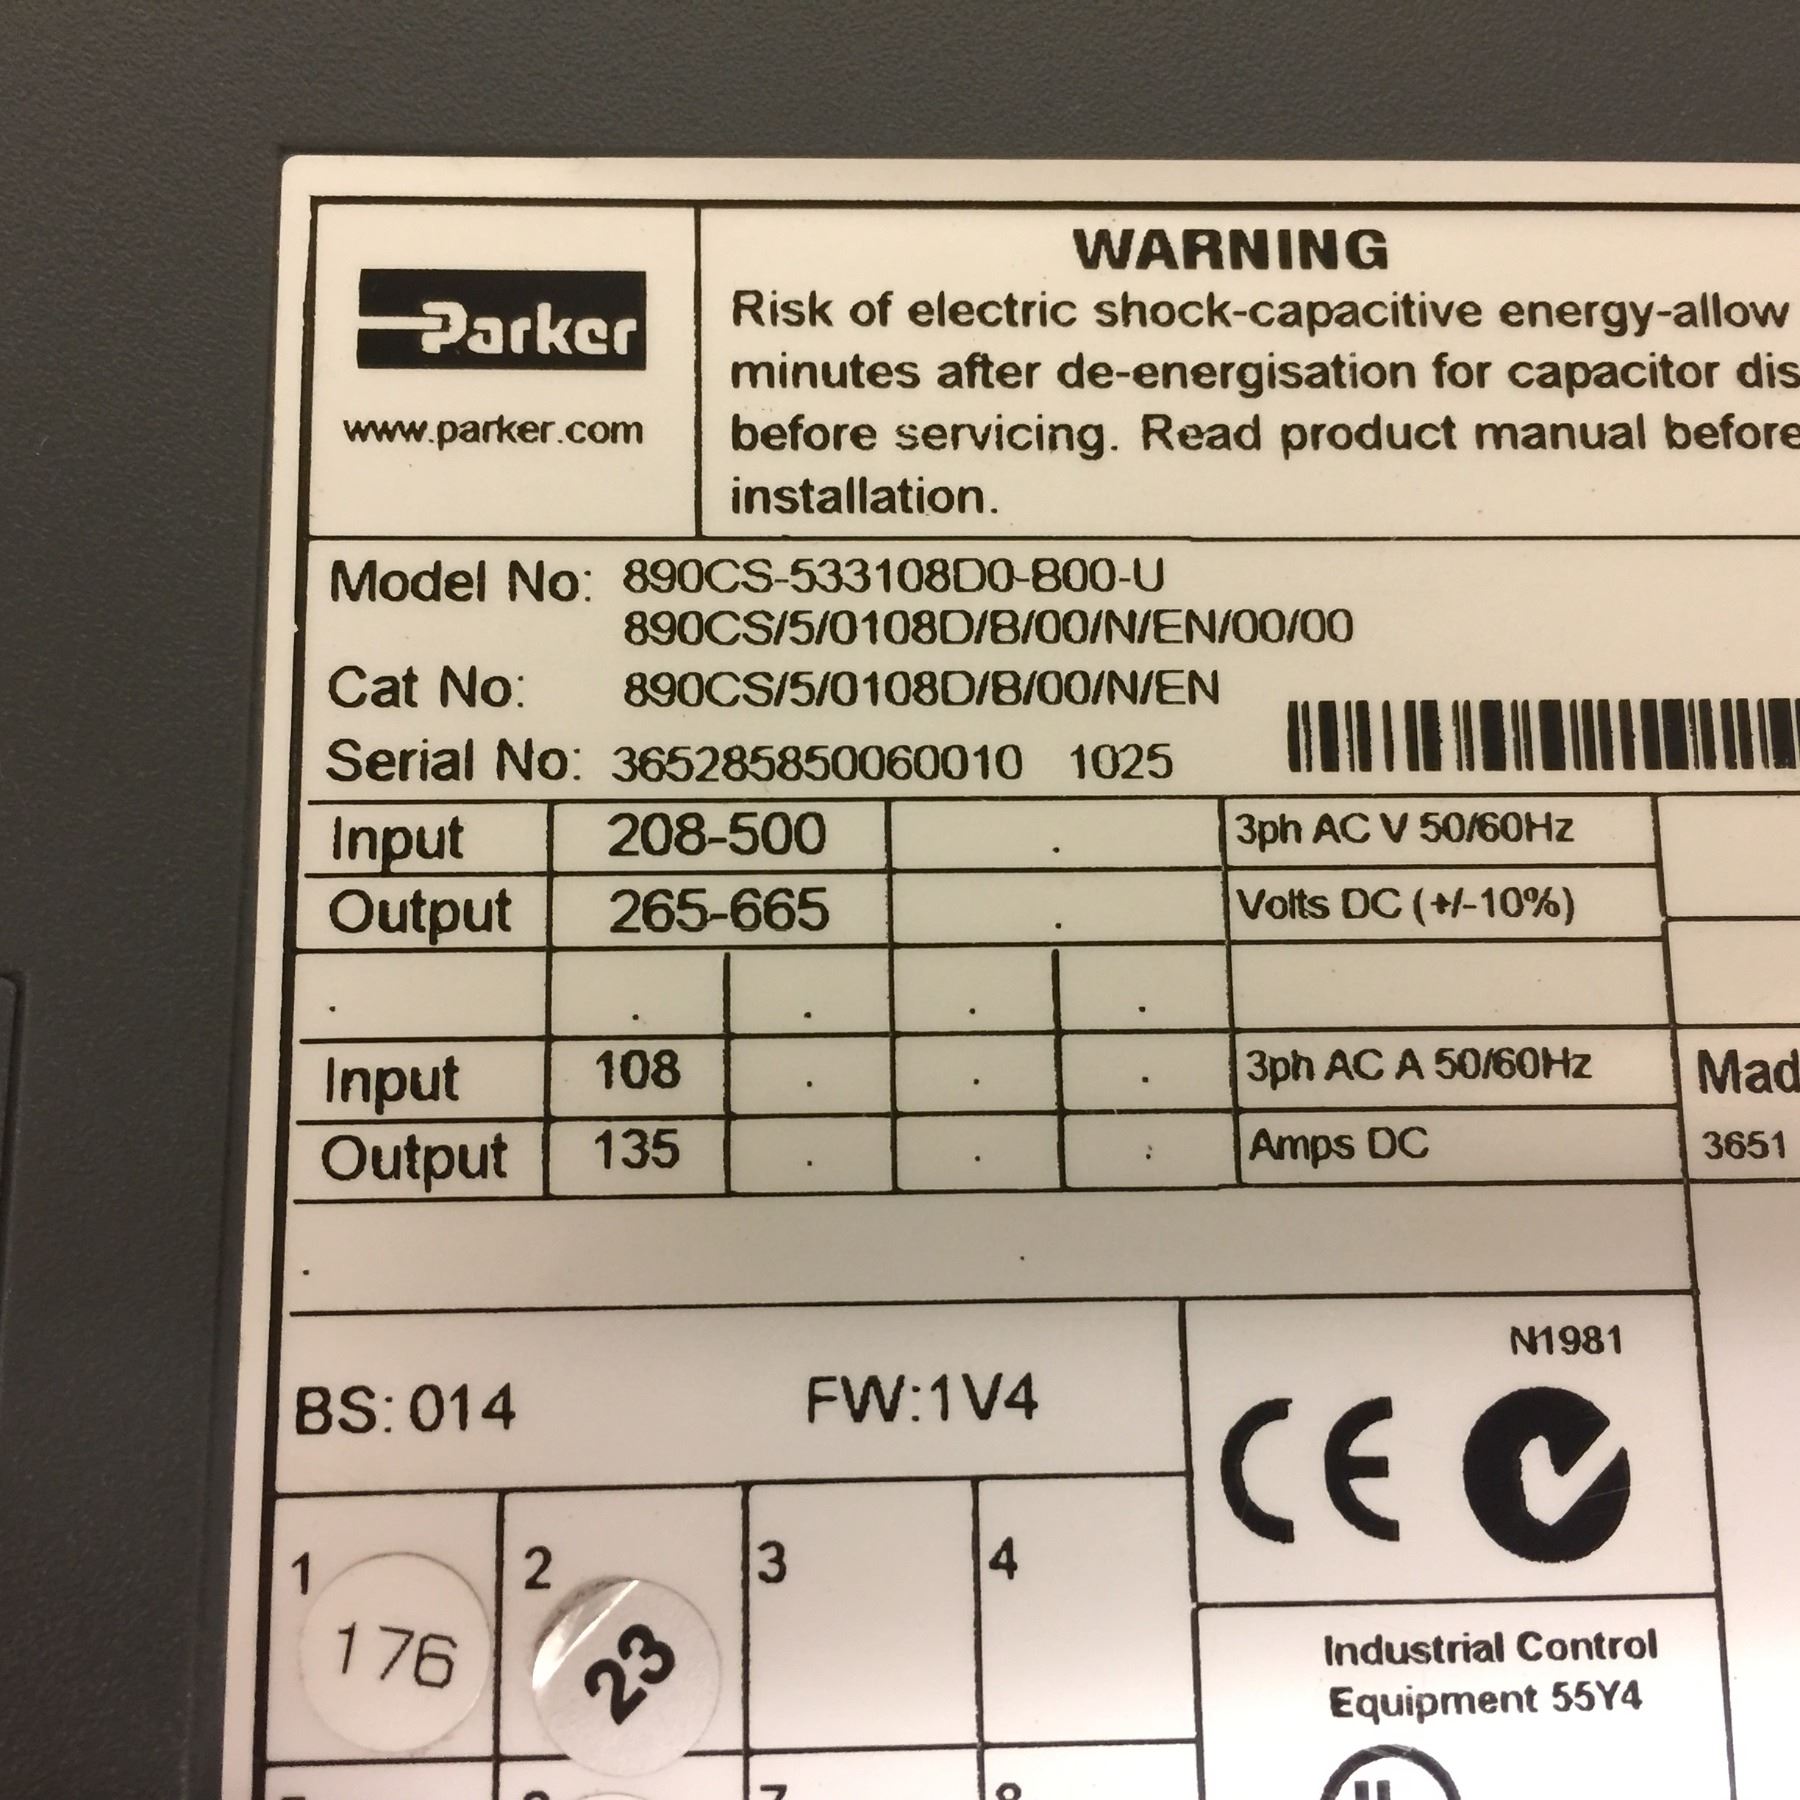 Parker
www.parker.com
WARNING
Risk of electric shock-capacitive energy-allow
minutes after de-energisation for capacitor
before servicing. Read product manual before
installation.
Model No: 890CS-533108D0-B00-U
890CS/5/0108D/B/00/N/EN/00/00
Cat No: 890CS/5/0108D/B/00/N/EN
Serial No: 365285850060010 1025
Input 208-500 . 3ph AC V 50/60Hz
Output 265-665 . Volts DC (+/-10%)
. . . . .
Input 108 . . . 3ph AC A 50/60Hz
Output 135 . . . Amps DC 3651
. .
N1981
BS: 014 FW:1V4
CE
1 2 3 4
176 23
Industrial Control
Equipment 55Y4
7